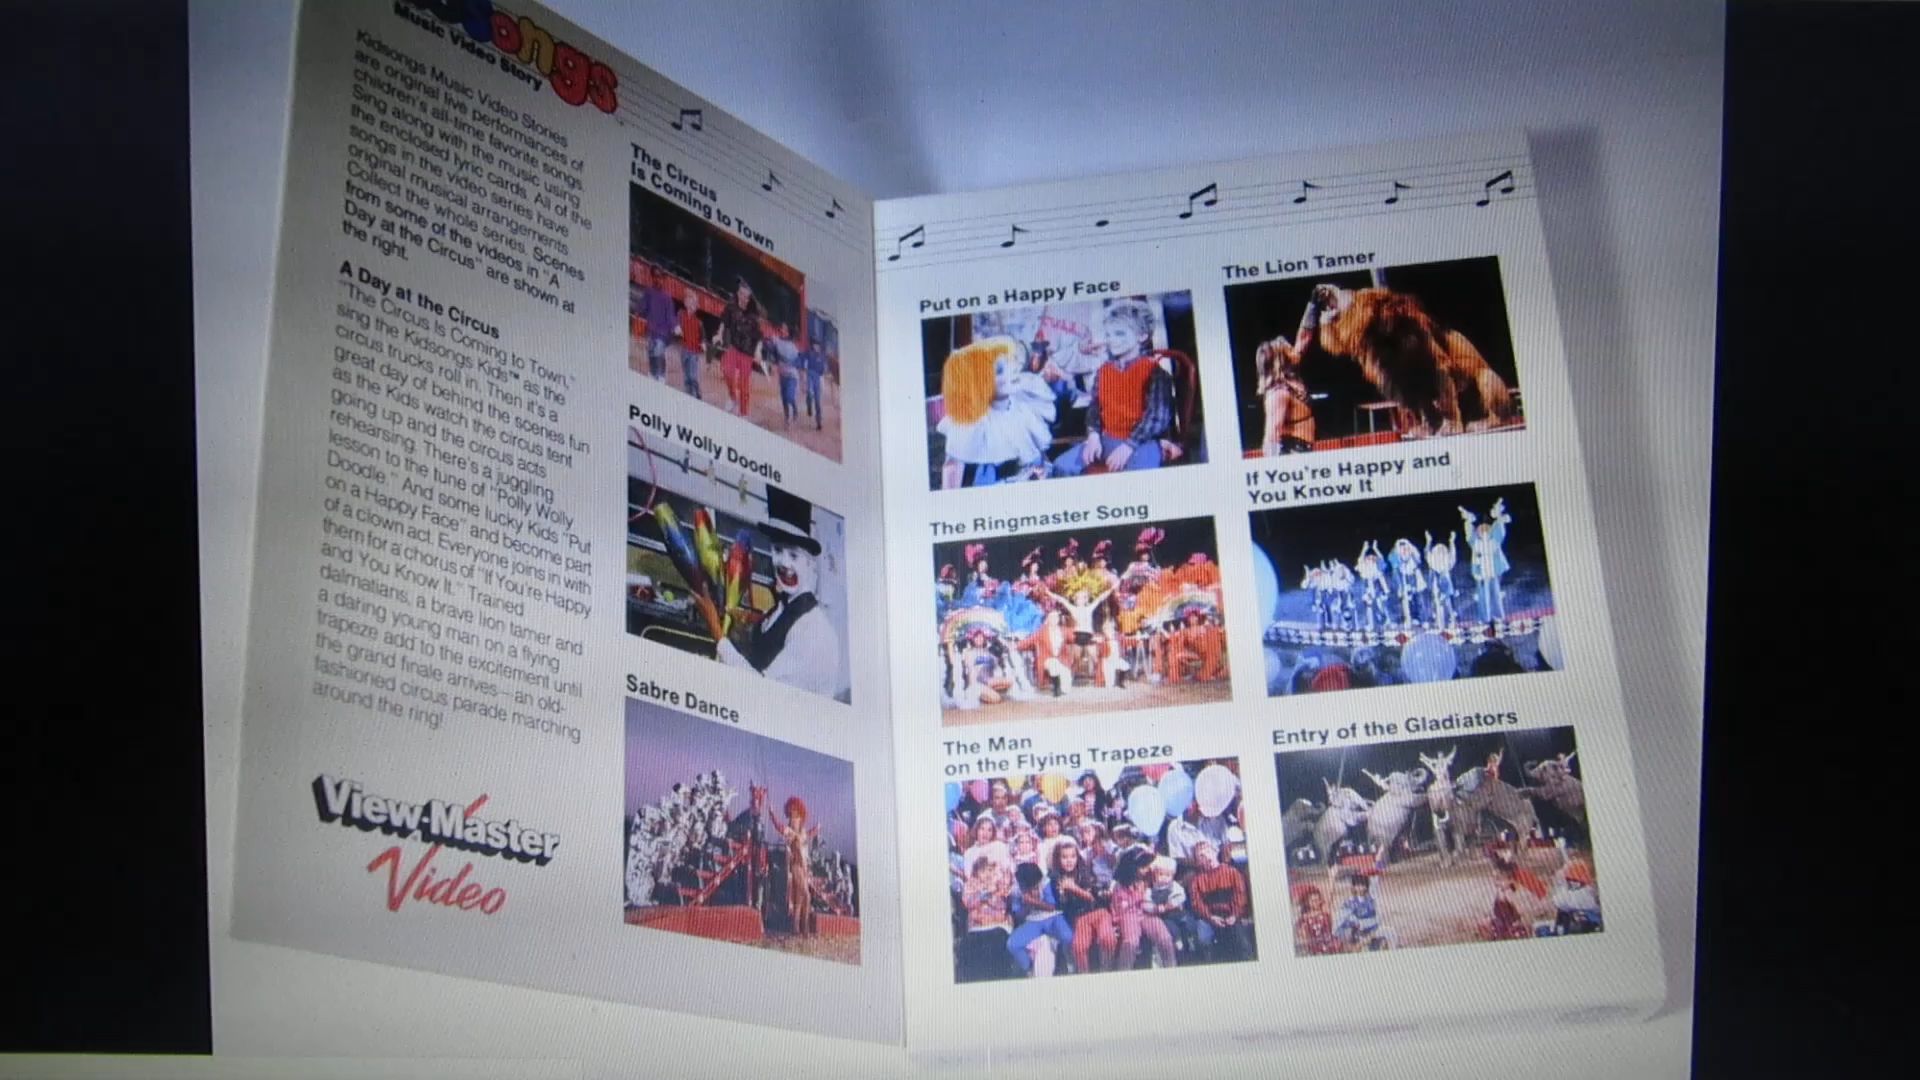 songs
Music Video Story
Kidsongs Music Video Stories
are original live performances of
children's all-time favorite songs.
Sing along with the music using
the enclosed lyric cards. All of the
songs in the video series have
original musical arrangements
Collect the whole series. Scenes
from some of the videos in "A
Day at the Circus" are shown at
the right.
A Day at the Circus
"The Circus Is Coming to Town,"
sing the Kidsongs Kids™ as the
circus trucks roll in. Then it's a
great day of behind the scenes fun
as the Kids watch the circus tent
going up and the circus acts
rehearsing. There's a juggling
lesson to the tune of "Polly Wolly
Doodle." And some lucky Kids "Put
on a Happy Face" and become part
of a clown act. Everyone joins in with
them for a chorus of "If You're Happy
and You Know It." Trained
dalmatians, a brave lion tamer and
a daring young man on a flying
trapeze add to the excitement until
the grand finale arrives—an old-
fashioned circus parade marching
around the ring!
View-Master
Video
The Circus
Is Coming to Town
Polly Wolly Doodle
Sabre Dance
Put on a Happy Face
The Ringmaster Song
The Man
on the Flying Trapeze
The Lion Tamer
If You're Happy and
You Know It
Entry of the Gladiators